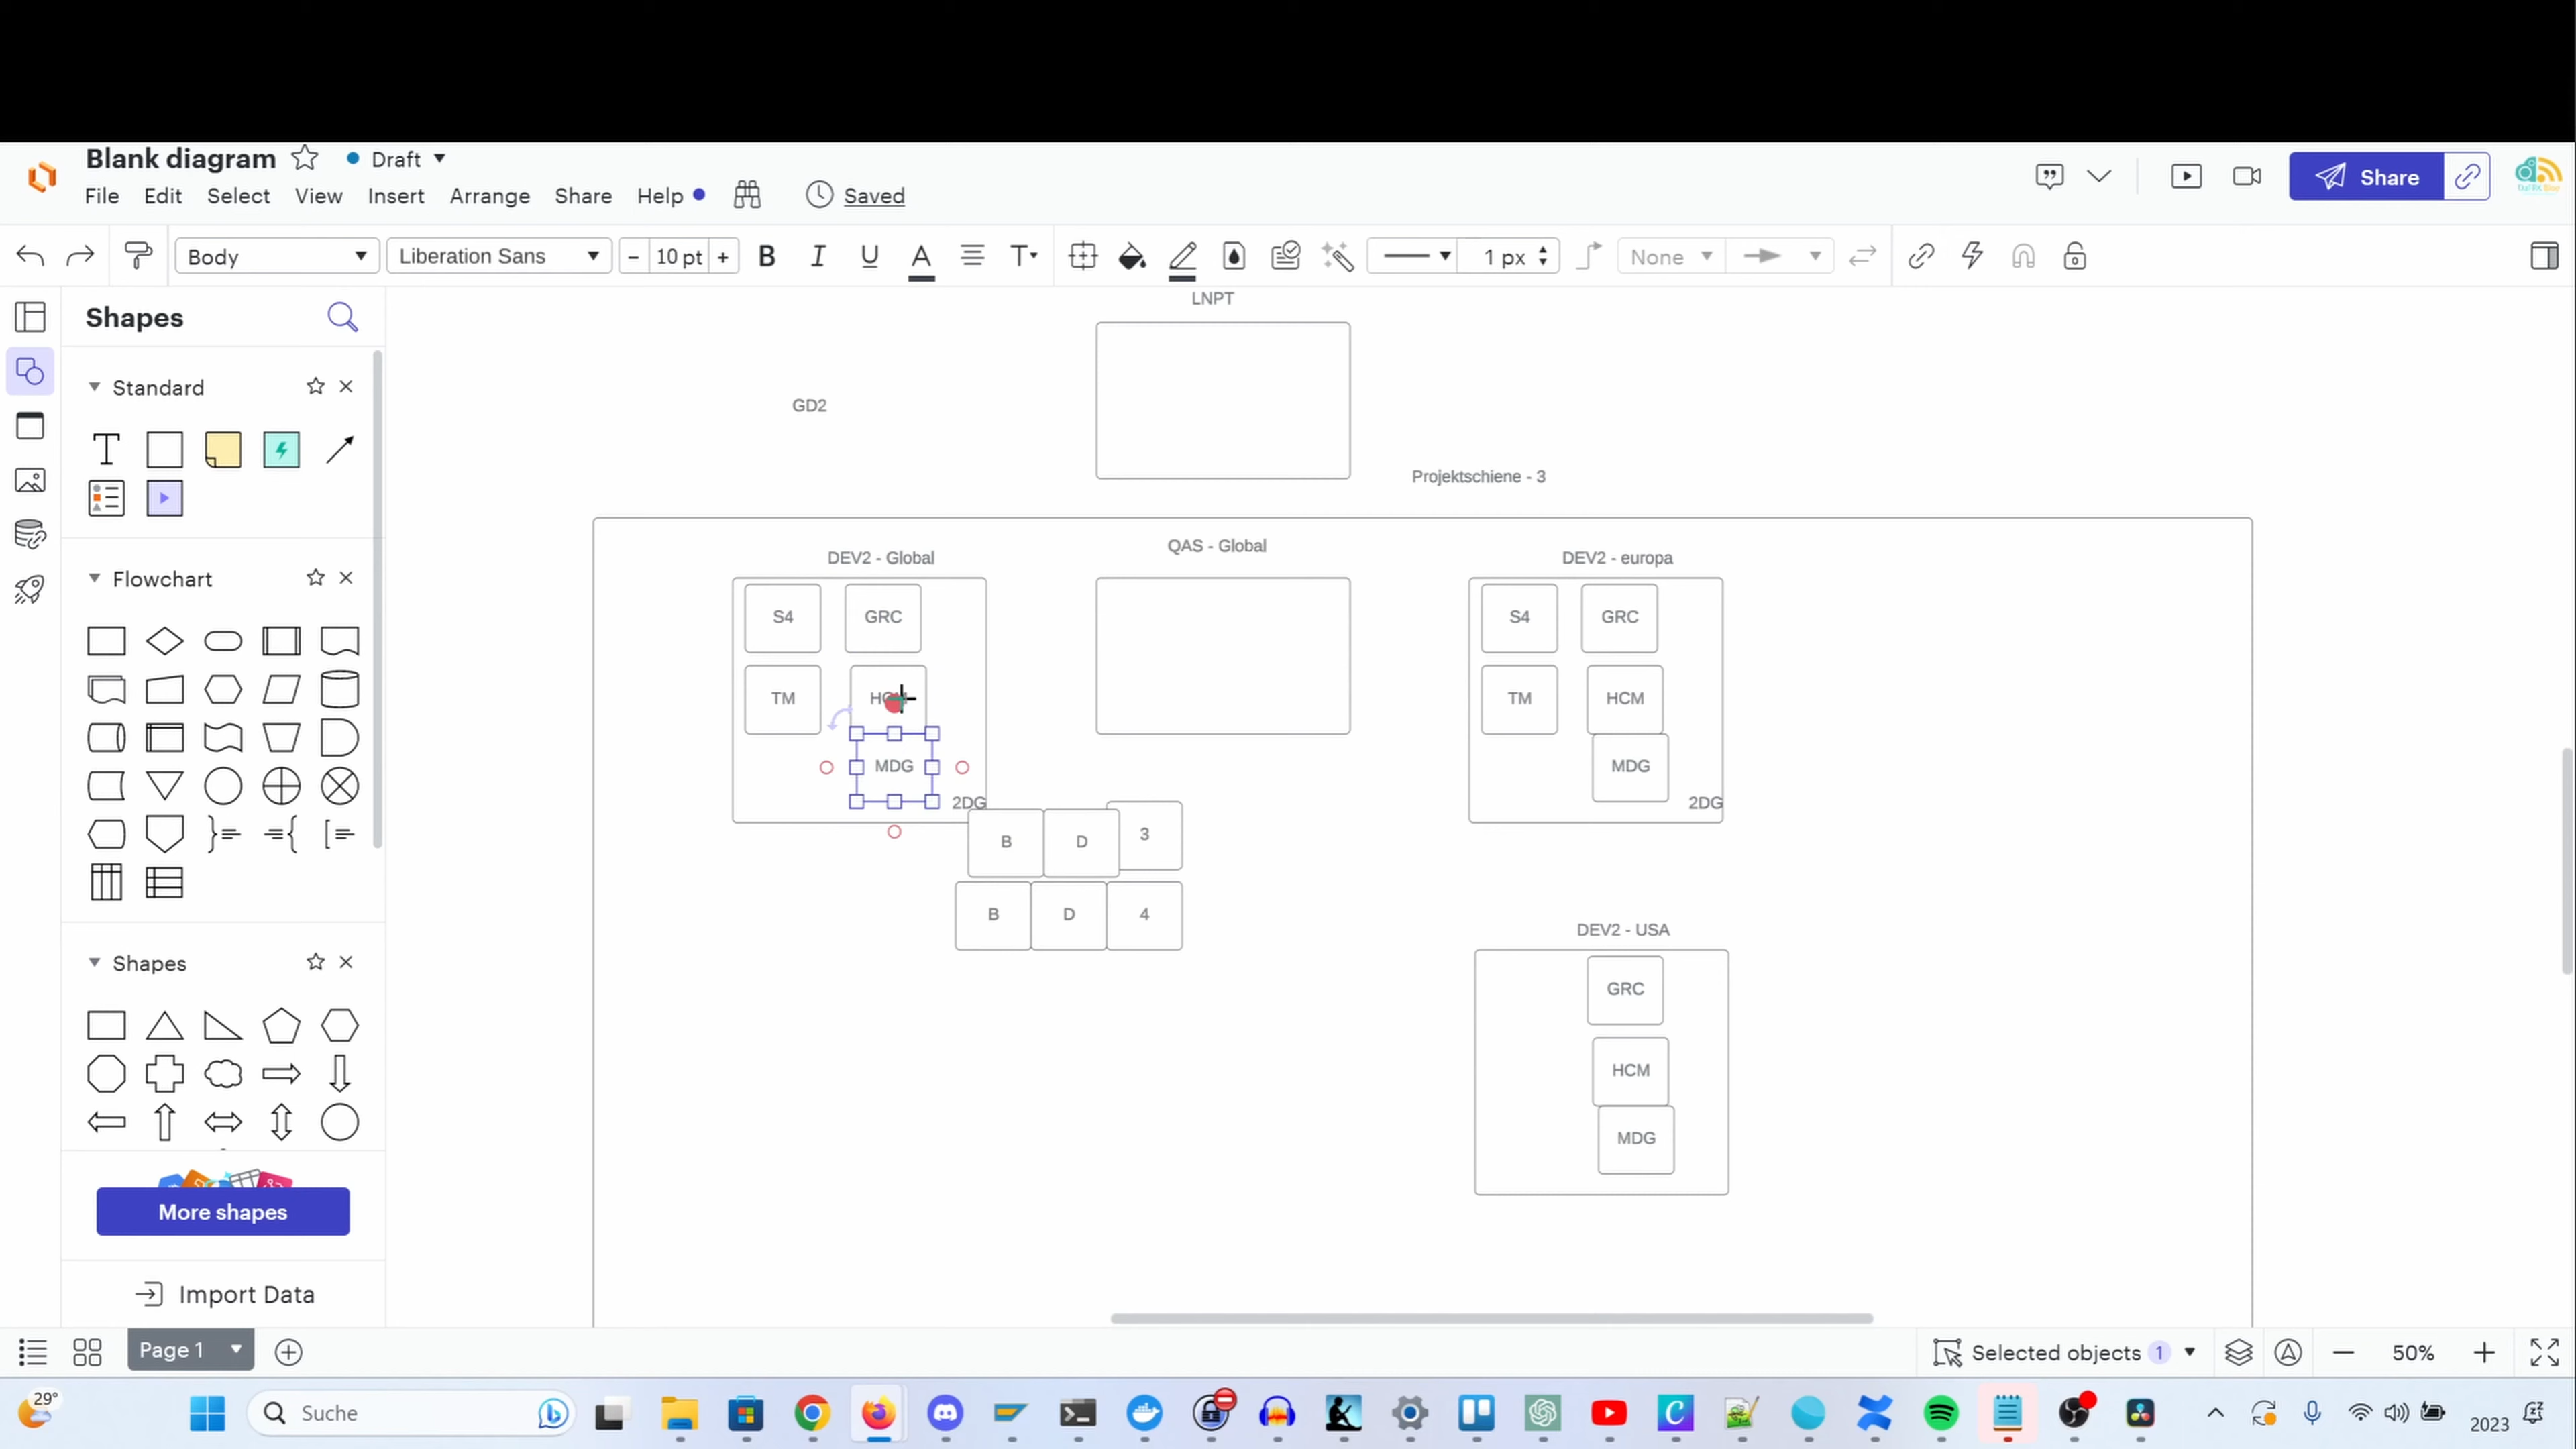 Blank diagram
Draft
File Edit Select View Insert Arrange Share Help
Saved
Share
Body
Liberation Sans
10 pt
1 px
None
Shapes
Standard
Flowchart
Shapes
More shapes
Import Data
LNPT
GD2
Projektschiene - 3
DEV2 - Global
QAS - Global
DEV2 - europa
S4 GRC
TM
MDG
2DG
B D 3
B D 4
S4 GRC
TM HCM
MDG
2DG
DEV2 - USA
GRC
HCM
MDG
Page 1
Selected objects 1
50%
29°
Suche
2023